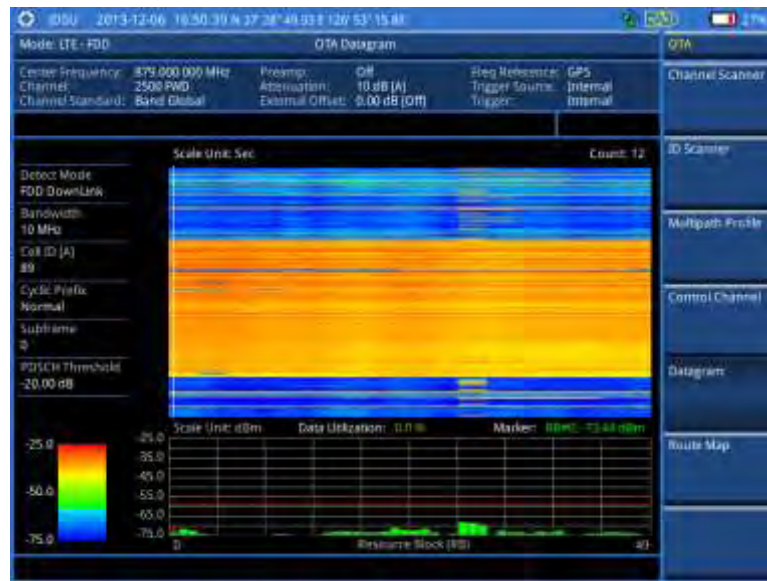 2013-12-06
Mode: LTE - FDD
OTA Datagram
OTA
Center Frequency: 879.000 000 MHz
Preamp: Off
Freq Reference: GPS
Channel: 2500 FWD
Attenuation: 10 dB [A]
Trigger Source: Internal
Channel Standard: Band Global
External Offset: 0.00 dB [Off]
Trigger: Internal
Channel Scanner
Scale Unit: Sec
Count: 12
ID Scanner
Detect Mode
FDD DownLink
Bandwidth
10 MHz
Cell ID [A]
89
Cyclic Prefix
Normal
Subframe
0
PDSCH Threshold
-20.00 dB
Multipath Profile
Control Channel
Datagram
Route Map
Scale Unit: dBm
Data Utilization: 0.0 %
Marker:
-25.0
-50.0
-75.0
-25.0
-35.0
-45.0
-55.0
-65.0
-75.0
0
Resource Block (RB)
49